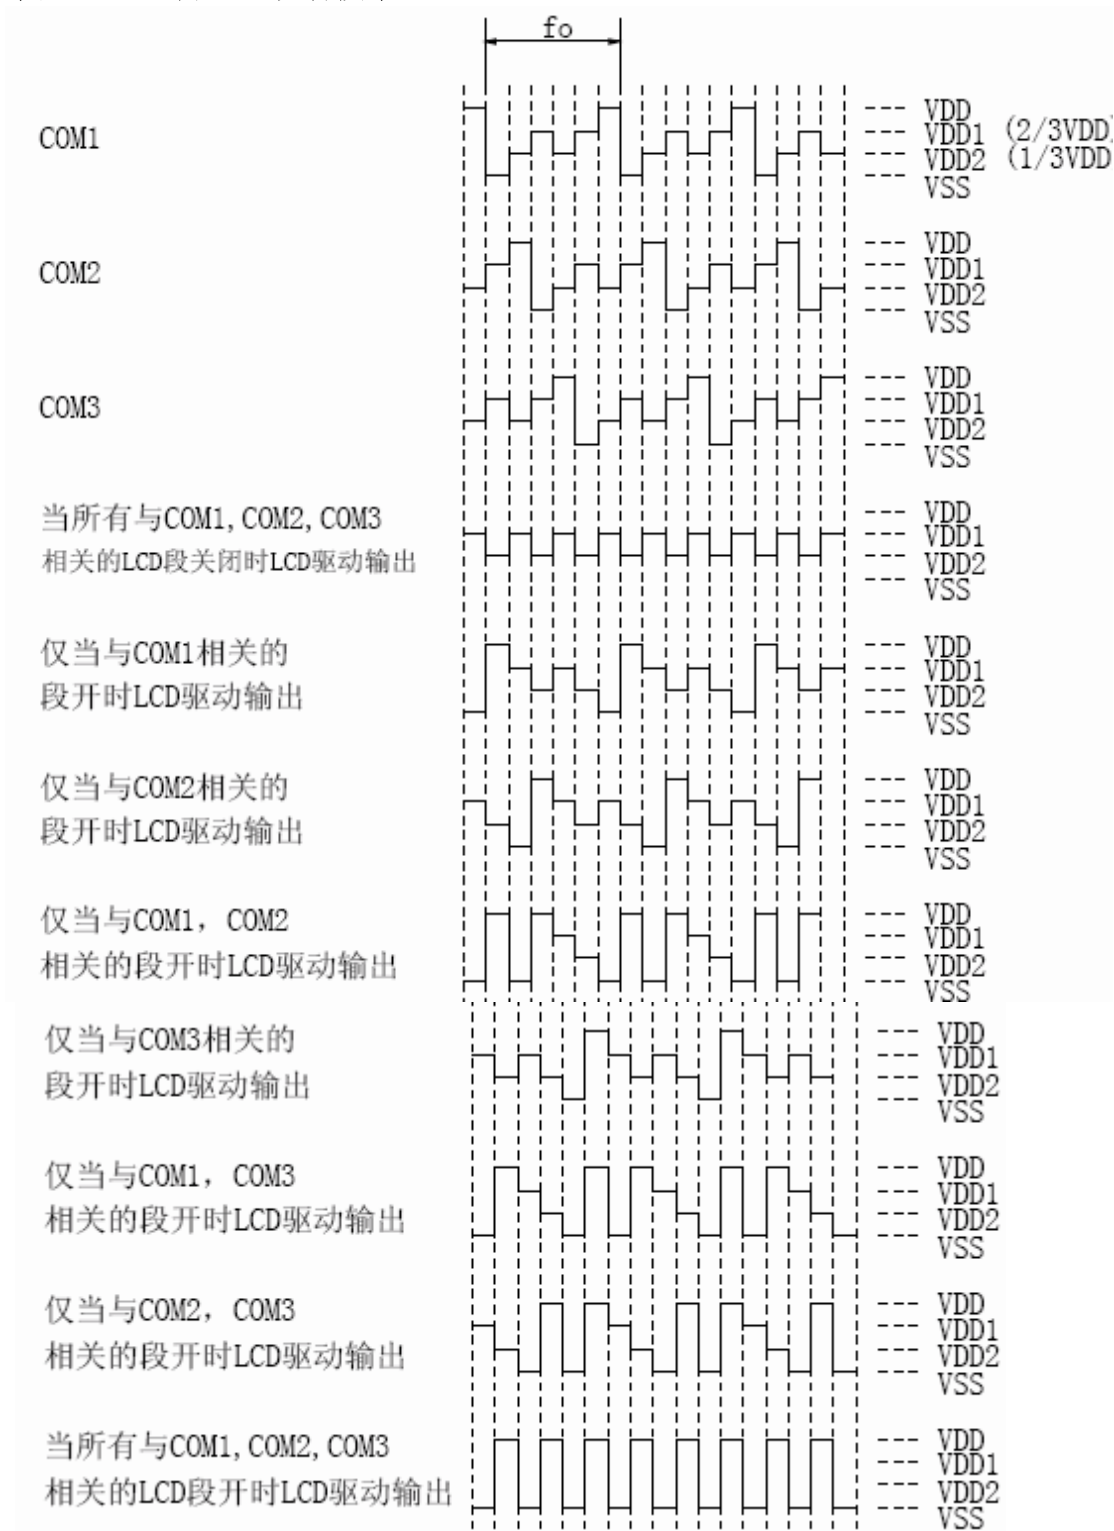 fo
COM1
VDD
VDD1 (2/3VDD)
VDD2 (1/3VDD
VSS
COM2
VDD
VDD1
VDD2
VSS
COM3
VDD
VDD1
VDD2
VSS
当所有与COM1,COM2,COM3
相关的LCD段关闭时LCD驱动输出
VDD
VDD1
VDD2
VSS
仅当与COM1相关的
段开时LCD驱动输出
VDD
VDD1
VDD2
VSS
仅当与COM2相关的
段开时LCD驱动输出
VDD
VDD1
VDD2
VSS
仅当与COM1，COM2
相关的段开时LCD驱动输出
VDD
VDD1
VDD2
VSS
仅当与COM3相关的
段开时LCD驱动输出
VDD
VDD1
VDD2
VSS
仅当与COM1，COM3
相关的段开时LCD驱动输出
VDD
VDD1
VDD2
VSS
仅当与COM2，COM3
相关的段开时LCD驱动输出
VDD
VDD1
VDD2
VSS
当所有与COM1,COM2,COM3
相关的LCD段开时LCD驱动输出
VDD
VDD1
VDD2
VSS